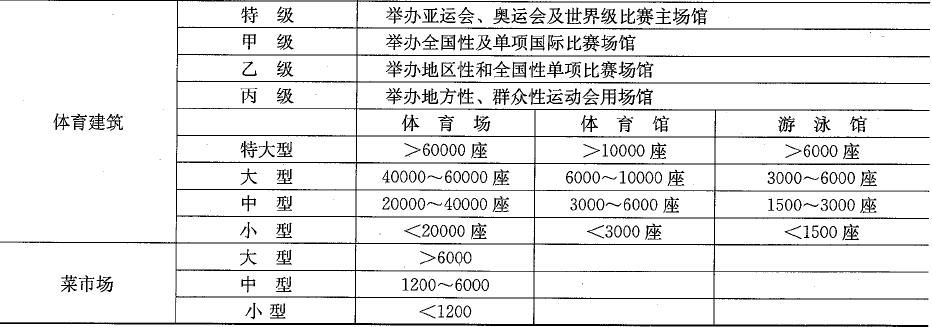 特 级 举办亚运会、奥运会及世界级比赛主场馆
甲 级 举办全国性及单项国际比赛场馆
乙 级 举办地区性和全国性单项比赛场馆
丙 级 举办地方性、群众性运动会用场馆
体育建筑 体 育 场 体 育 馆 游 泳 馆
特大型 >60000 座 >10000 座 >6000 座
大 型 40000～60000 座 6000～10000 座 3000～6000 座
中 型 20000～40000 座 3000～6000 座 1500～3000 座
小 型 <20000 座 <3000 座 <1500 座
大 型 >6000
菜市场 中 型 1200～6000
小 型 <1200